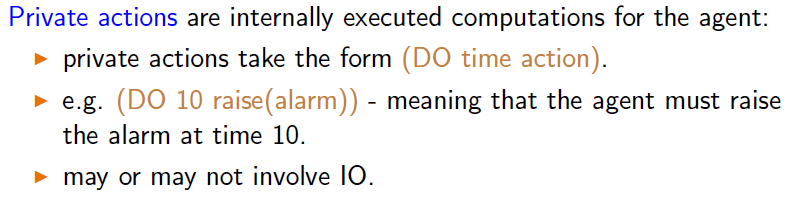 Private actions are internally executed computations for the agent:
▶ private actions take the form (DO time action).
▶ e.g. (DO 10 raise(alarm)) - meaning that the agent must raise
the alarm at time 10.
▶ may or may not involve IO.